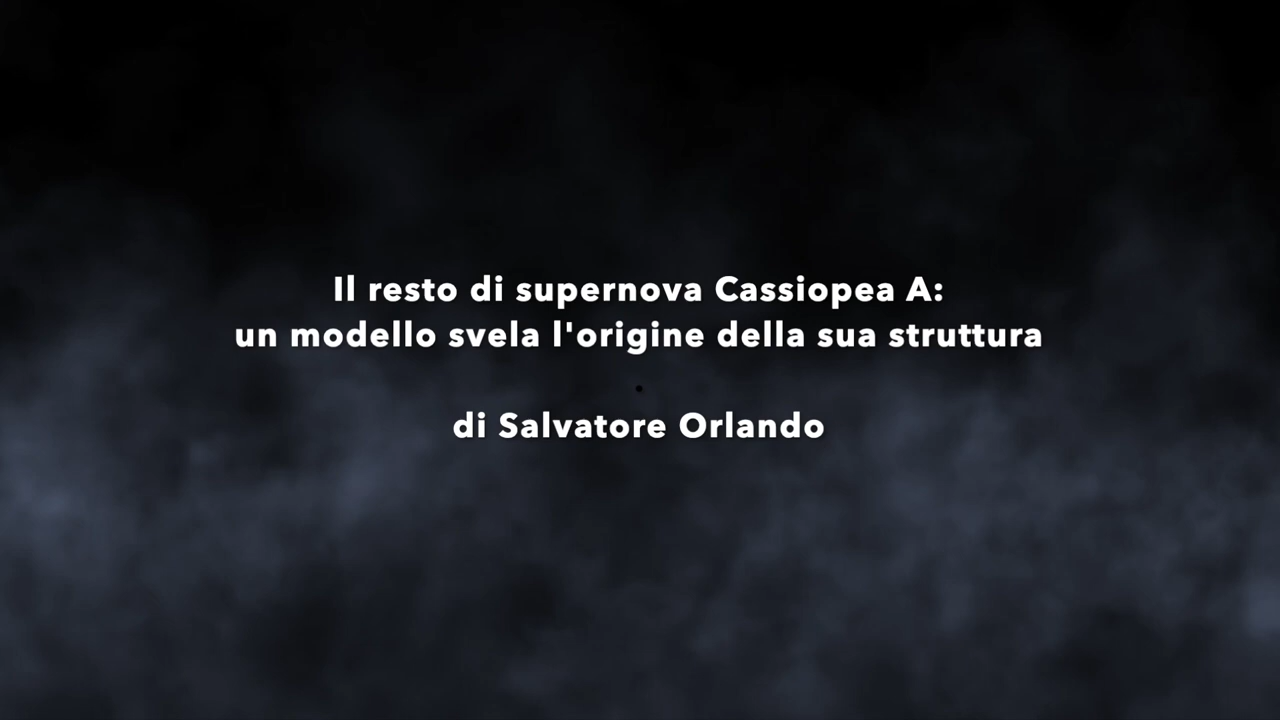 Il resto di supernova Cassiopea A:
un modello svela l'origine della sua struttura
di Salvatore Orlando